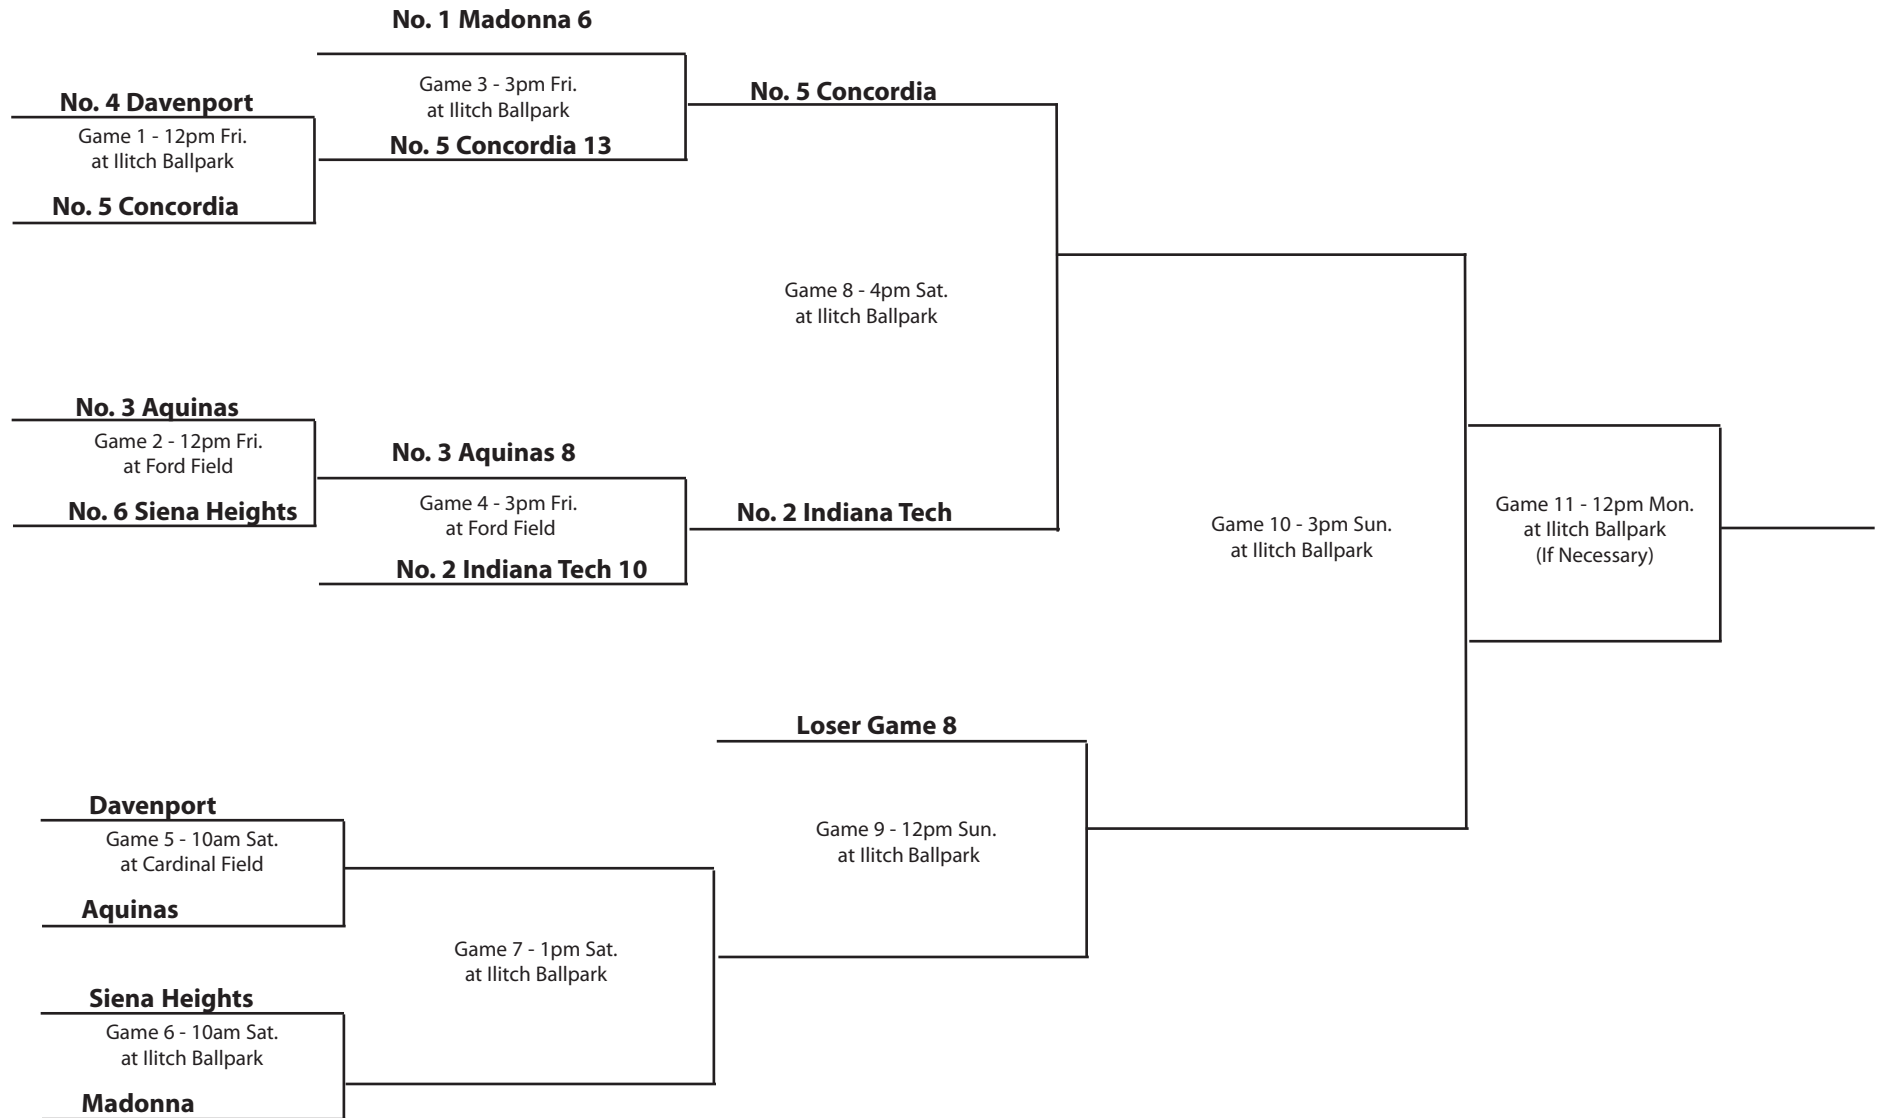 No. 1 Madonna 6
Game 3 - 3pm Fri.
at Ilitch Ballpark
No. 5 Concordia 13
No. 4 Davenport
Game 1 - 12pm Fri.
at Ilitch Ballpark
No. 5 Concordia
No. 5 Concordia
Game 8 - 4pm Sat.
at Ilitch Ballpark
No. 3 Aquinas
Game 2 - 12pm Fri.
at Ford Field
No. 6 Siena Heights
No. 3 Aquinas 8
Game 4 - 3pm Fri.
at Ford Field
No. 2 Indiana Tech 10
No. 2 Indiana Tech
Game 10 - 3pm Sun.
at Ilitch Ballpark
Game 11 - 12pm Mon.
at Ilitch Ballpark
(If Necessary)
Loser Game 8
Game 9 - 12pm Sun.
at Ilitch Ballpark
Davenport
Game 5 - 10am Sat.
at Cardinal Field
Aquinas
Game 7 - 1pm Sat.
at Ilitch Ballpark
Siena Heights
Game 6 - 10am Sat.
at Ilitch Ballpark
Madonna